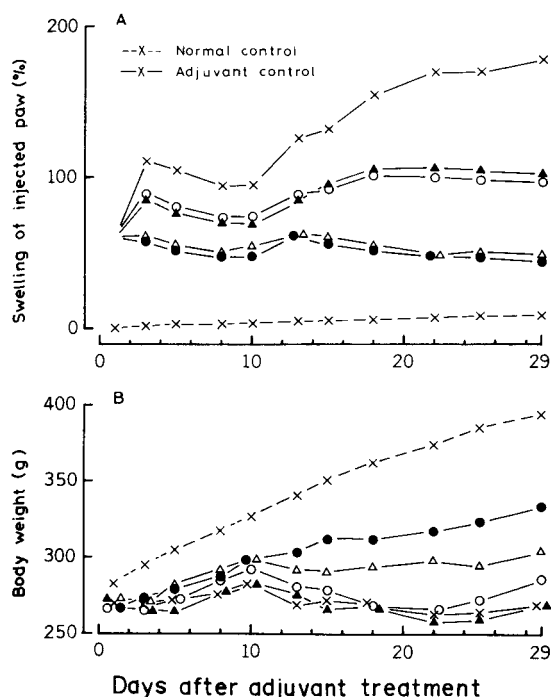 A
200
100
0
Swelling of injected paw (%)
--X-- Normal control
—X— Adjuvant control
0 10 20 29
B
400
350
300
250
Body weight (g)
0 10 20 29
Days after adjuvant treatment